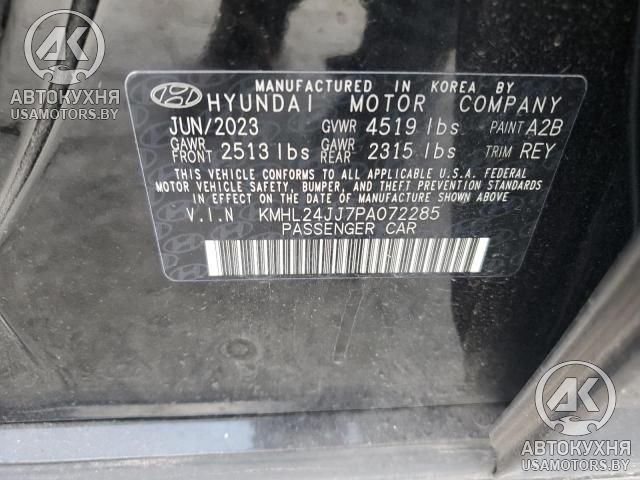 АВТОКУХНЯ
USAMOTORS.BY
MANUFACTURED IN KOREA BY
HYUNDAI MOTOR COMPANY
JUN/2023 GVWR 4519 lbs PAINT A2B
GAWR FRONT 2513 lbs GAWR REAR 2315 lbs TRIM REY
THIS VEHICLE CONFORMS TO ALL APPLICABLE U.S.A. FEDERAL
MOTOR VEHICLE SAFETY, BUMPER, AND THEFT PREVENTION STANDARDS
IN EFFECT ON THE DATE OF MANUFACTURE SHOWN ABOVE
V.I.N KMHL24JJ7PA072285
PASSENGER CAR
АВТОКУХНЯ
USAMOTORS.BY